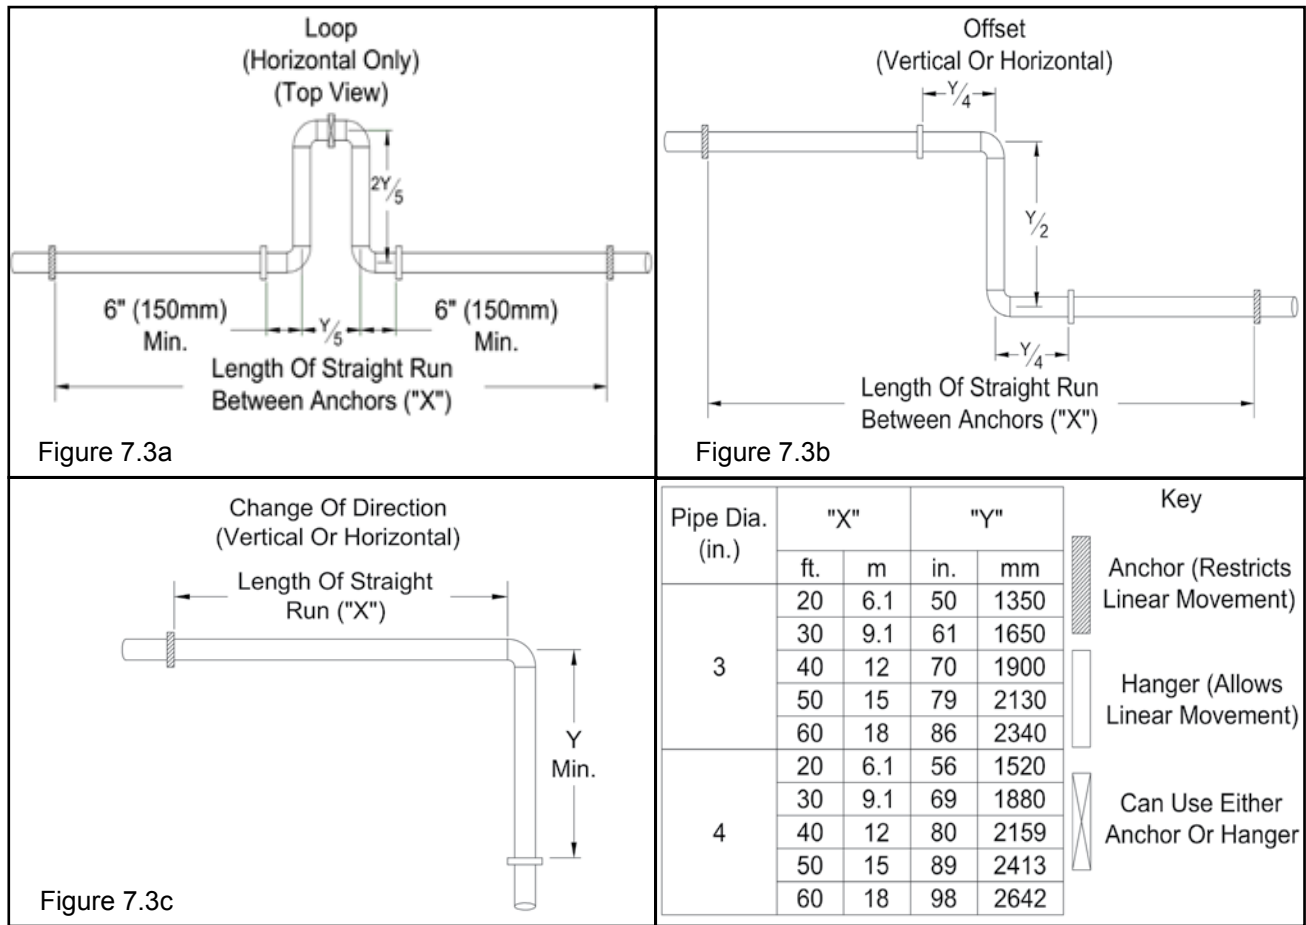 Loop
(Horizontal Only)
(Top View)
2Y/5
6" (150mm)
Min.
Y/5
6" (150mm)
Min.
Length Of Straight Run
Between Anchors ("X")
Figure 7.3a
Offset
(Vertical Or Horizontal)
Y/4
Y/2
Y/4
Length Of Straight Run
Between Anchors ("X")
Figure 7.3b
Change Of Direction
(Vertical Or Horizontal)
Length Of Straight
Run ("X")
Y
Min.
Figure 7.3c
Pipe Dia.
(in.)
"X" "Y"
ft. m in. mm
3
20 6.1 50 1350
30 9.1 61 1650
40 12 70 1900
50 15 79 2130
60 18 86 2340
4
20 6.1 56 1520
30 9.1 69 1880
40 12 80 2159
50 15 89 2413
60 18 98 2642
Key
Anchor (Restricts
Linear Movement)
Hanger (Allows
Linear Movement)
Can Use Either
Anchor Or Hanger